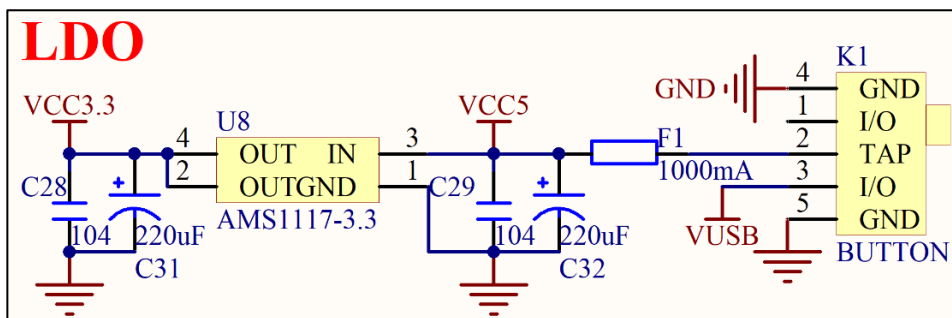 LDO
VCC3.3
U8
4
OUT IN
3
2
OUTGND
1
AMS1117-3.3
C28
104
220uF
C31
VCC5
C29
104
220uF
C32
F1
1000mA
K1
GND
4
GND
1
I/O
2
TAP
3
I/O
5
GND
VUSB
BUTTON
+
+